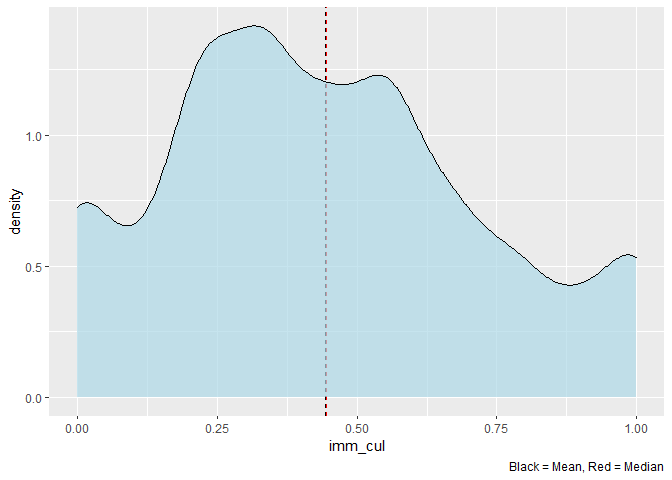 density
1.0
0.5
0.0
0.00 0.25 0.50 0.75 1.00
imm_cul
Black = Mean, Red = Median